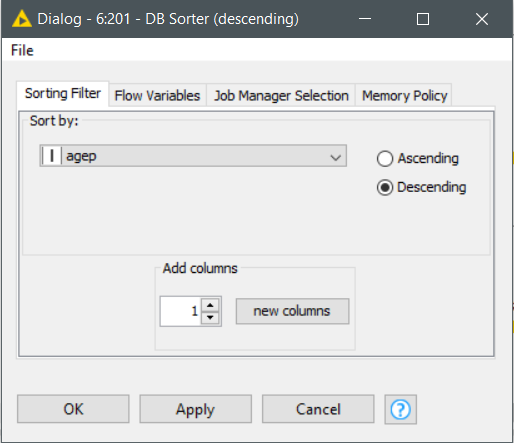 Dialog - 6:201 - DB Sorter (descending)
File
Sorting Filter Flow Variables Job Manager Selection Memory Policy
Sort by:
I agep
Ascending
Descending
Add columns
1 new columns
OK Apply Cancel ?